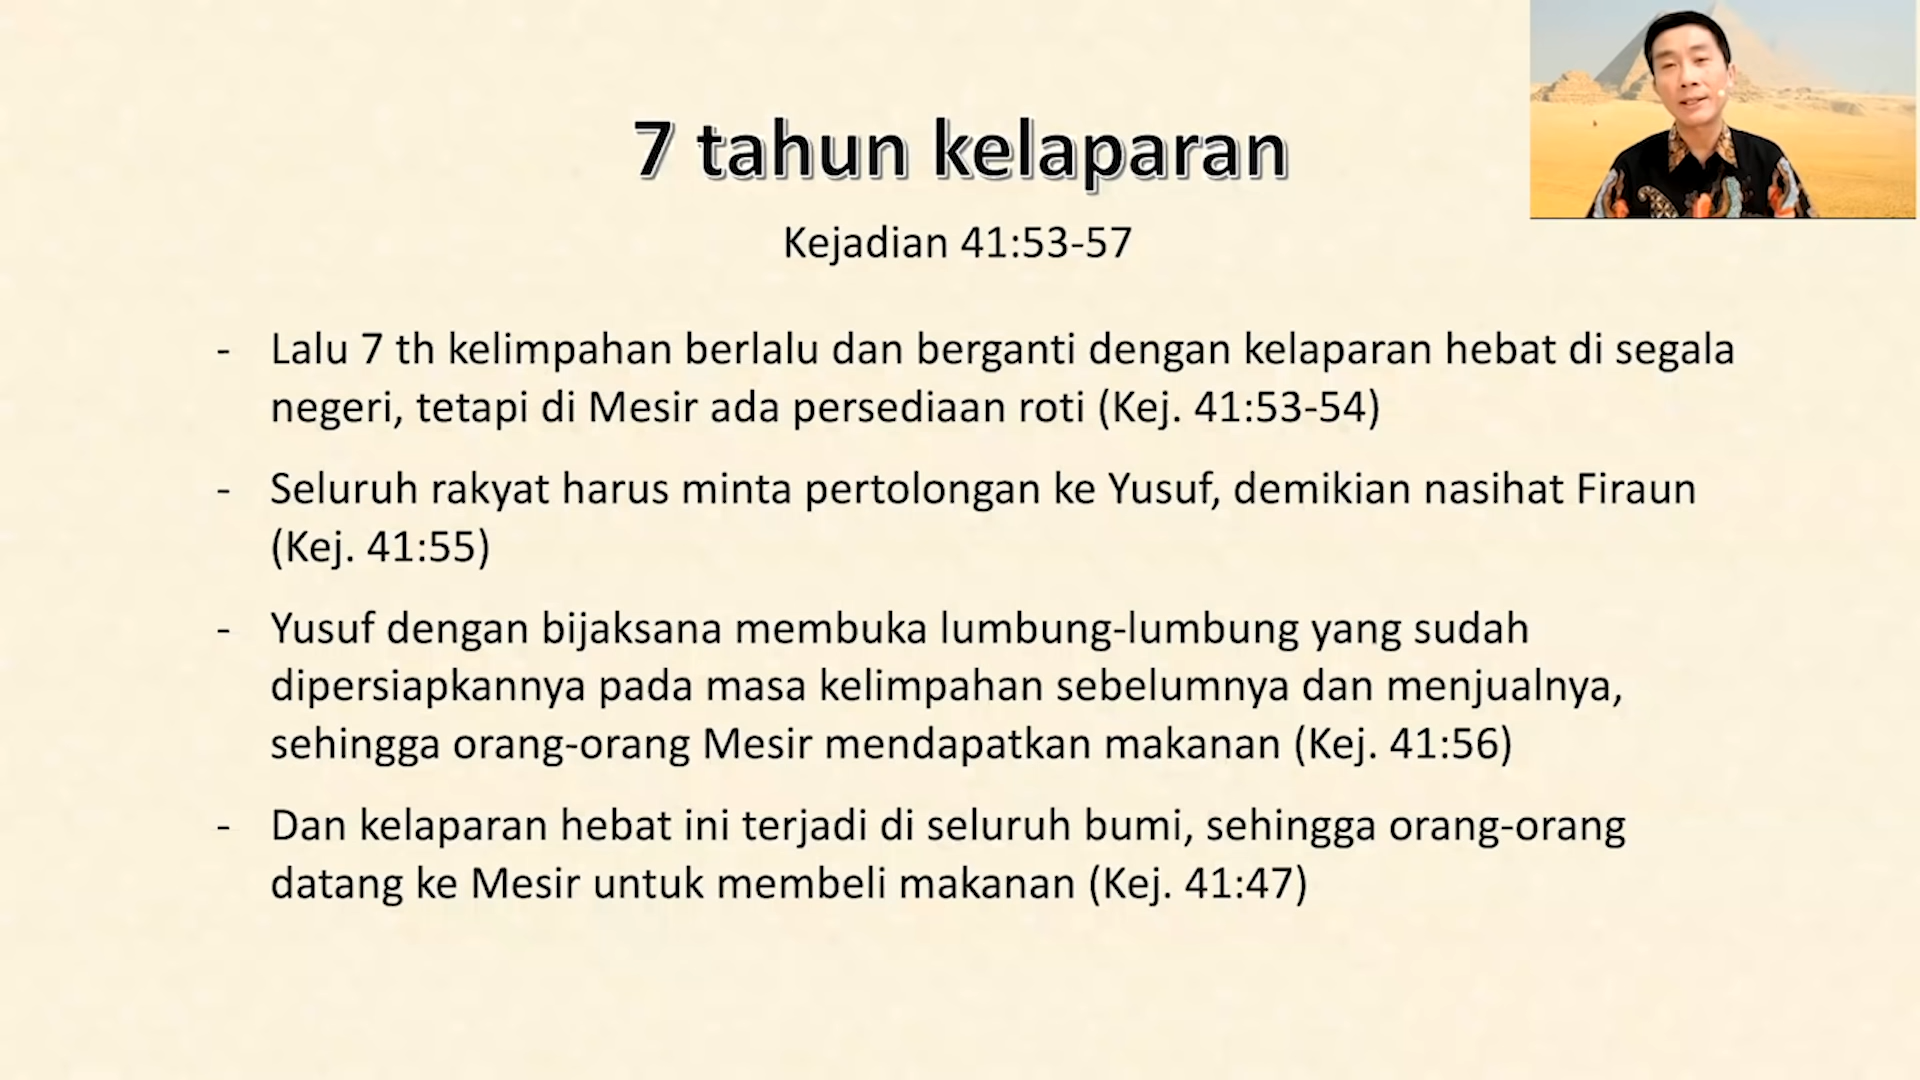 7 tahun kelaparan
Kejadian 41:53-57
- Lalu 7 th kelimpahan berlalu dan berganti dengan kelaparan hebat di segala
negeri, tetapi di Mesir ada persediaan roti (Kej. 41:53-54)
- Seluruh rakyat harus minta pertolongan ke Yusuf, demikian nasihat Firaun
(Kej. 41:55)
- Yusuf dengan bijaksana membuka lumbung-lumbung yang sudah
dipersiapkannya pada masa kelimpahan sebelumnya dan menjualnya,
sehingga orang-orang Mesir mendapatkan makanan (Kej. 41:56)
- Dan kelaparan hebat ini terjadi di seluruh bumi, sehingga orang-orang
datang ke Mesir untuk membeli makanan (Kej. 41:47)